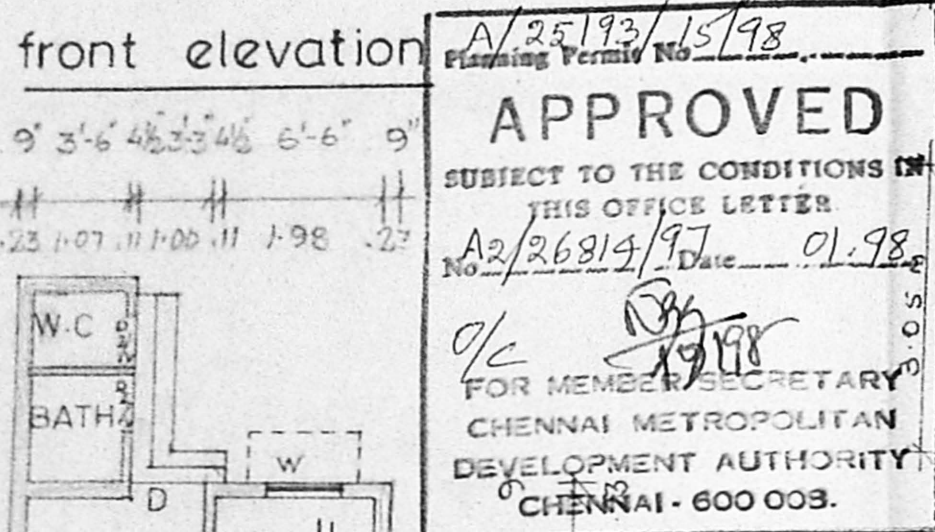 front elevation
9" 3'-6" 4½ 3'-3" 4½ 6'-6" 9"
.23 1.07 .11 1.00 .11 1.98 .23
W.C
BATH
W
D
A/25193/15/98
Planning Permit No
APPROVED
SUBJECT TO THE CONDITIONS IN
THIS OFFICE LETTER
No A2/26814/97 Date 01.98
O/C
FOR MEMBER SECRETARY
CHENNAI METROPOLITAN
DEVELOPMENT AUTHORITY
CHENNAI - 600 008.
3.05